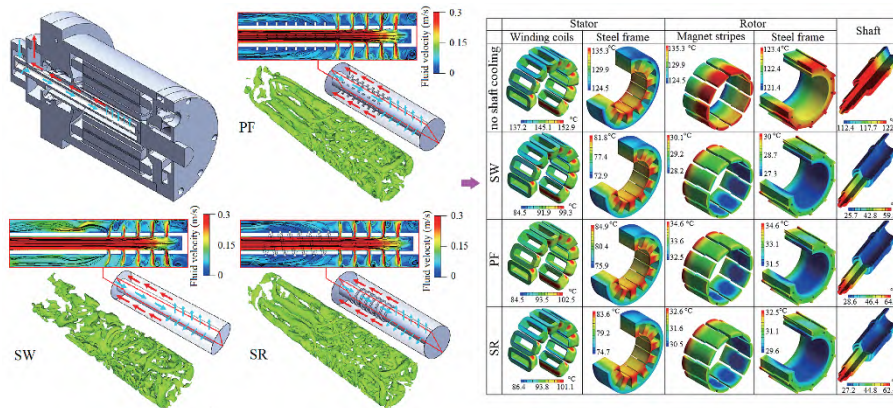 0.3
0.15
0
Fluid velocity (m/s)
PF
0.3
0.15
0
Fluid velocity (m/s)
SW
0.3
0.15
0
Fluid velocity (m/s)
SR
Stator
Rotor
Shaft
Winding coils
Steel frame
Magnet stripes
Steel frame
no shaft cooling
°C
137.2 145.1 152.9
135.3 °C
129.9
124.5
135.3 °C
129.9
124.5
123.4 °C
122.4
121.4
112.4 117.7
SW
°C
84.5 91.9 99.3
81.8 °C
77.4
72.9
30.1 °C
29.2
28.2
30 °C
28.7
27.3
25.7 42.8
PF
°C
84.5 93.5 102.5
84.9 °C
80.4
75.9
34.6 °C
33.6
32.5
34.6 °C
33.1
31.5
28.6 46.4
SR
°C
86.4 93.8 101.1
83.6 °C
79.2
74.7
32.6 °C
31.6
30.5
32.5 °C
31.1
29.6
27.2 44.8